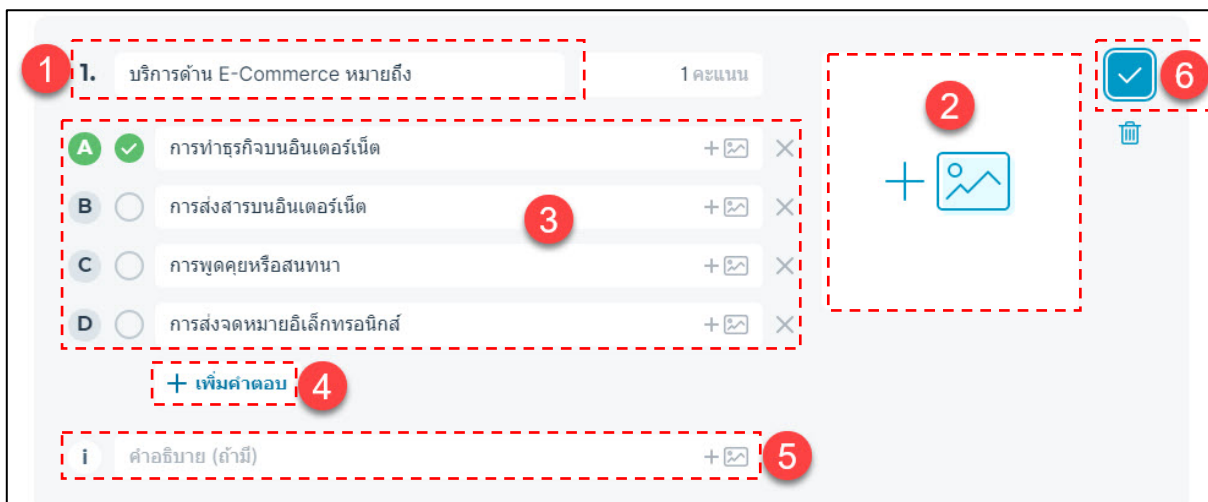 1 1. บริการด้าน E-Commerce หมายถึง 1 คะแนน 2 6
A การทำธุรกิจบนอินเตอร์เน็ต
B การส่งสารบนอินเตอร์เน็ต 3
C การพูดคุยหรือสนทนา
D การส่งจดหมายอิเล็กทรอนิกส์
+ เพิ่มคำตอบ 4
i คำอธิบาย (ถ้ามี) 5